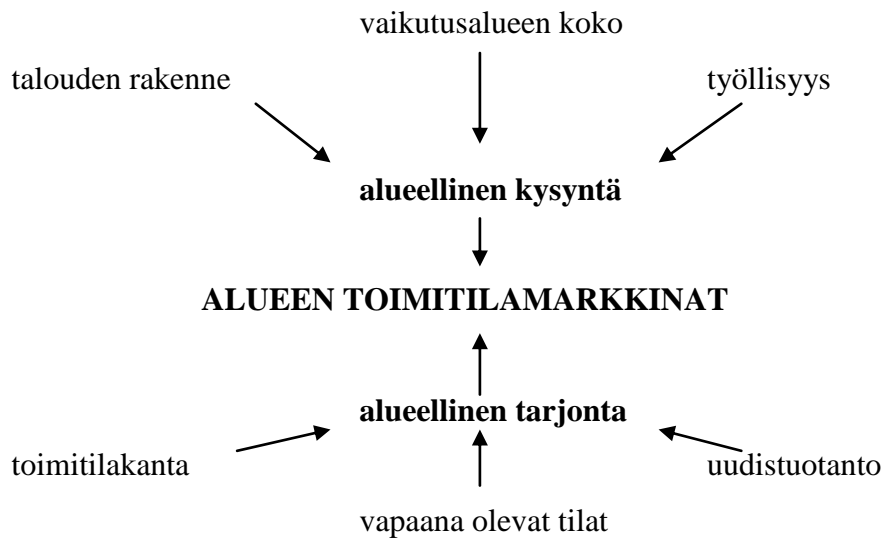 vaikutusalueen koko
talouden rakenne
työllisyys
alueellinen kysyntä
ALUEEN TOIMITILAMARKKINAT
alueellinen tarjonta
toimitilakanta
uudistuotanto
vapaana olevat tilat